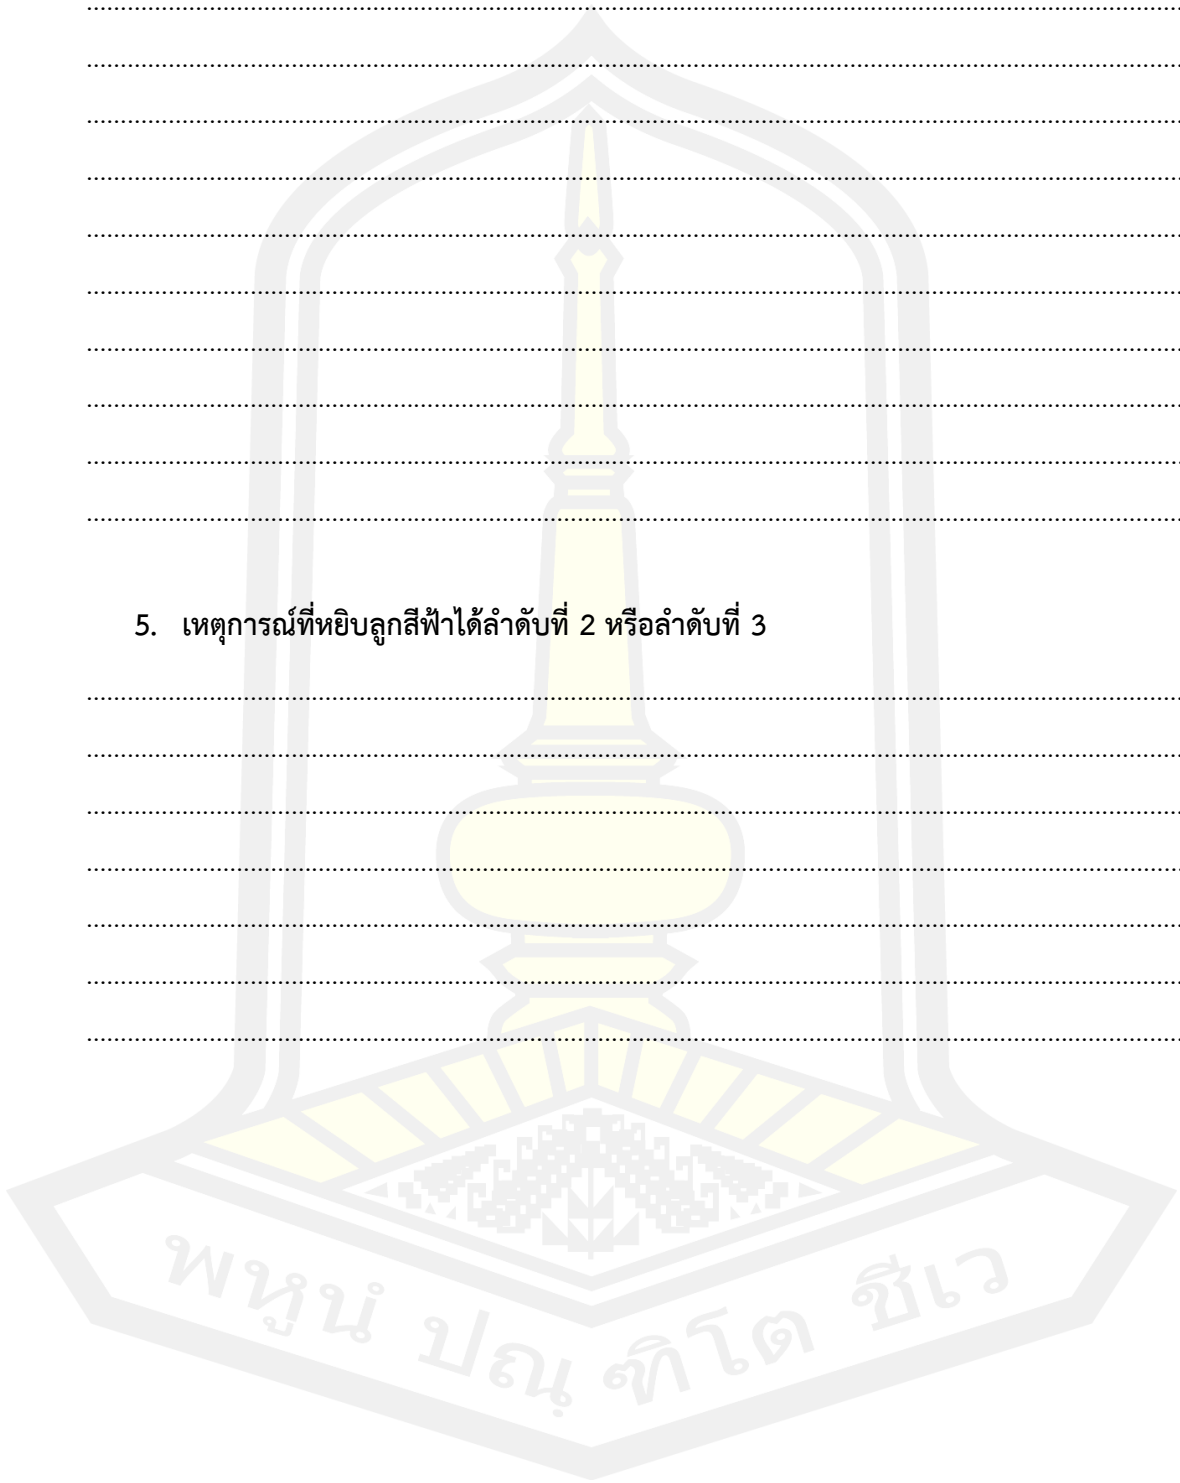 5. เหตุการณ์ที่หยิบลูกสีฟ้าได้ลำดับที่ 2 หรือลำดับที่ 3
พหูนํ ปณฺฑิโต ชีเว